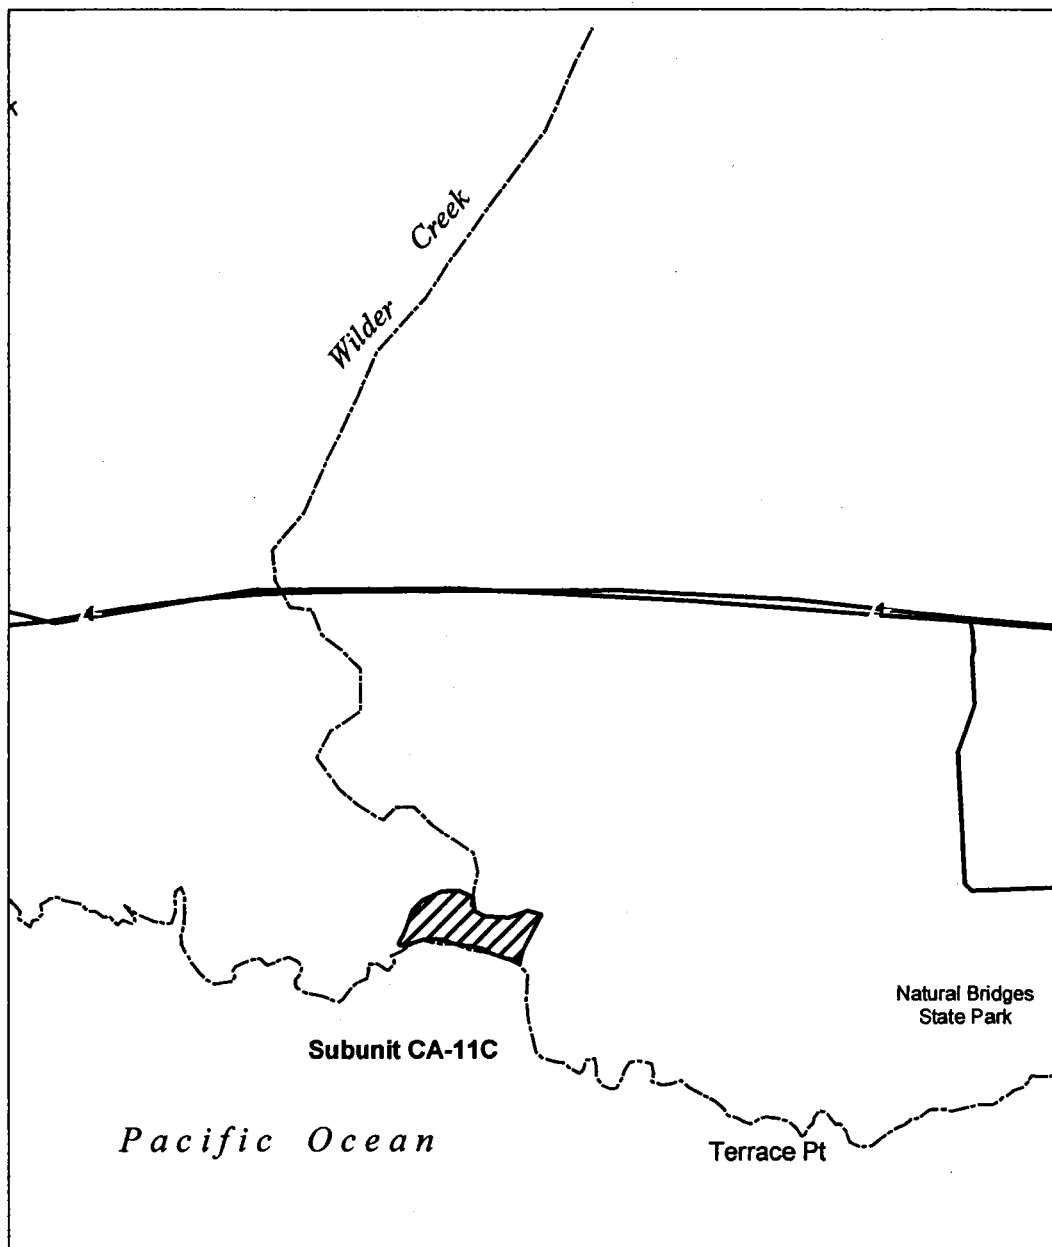 Creek
Wilder
Natural Bridges
State Park
Subunit CA-11C
Pacific Ocean
Terrace Pt